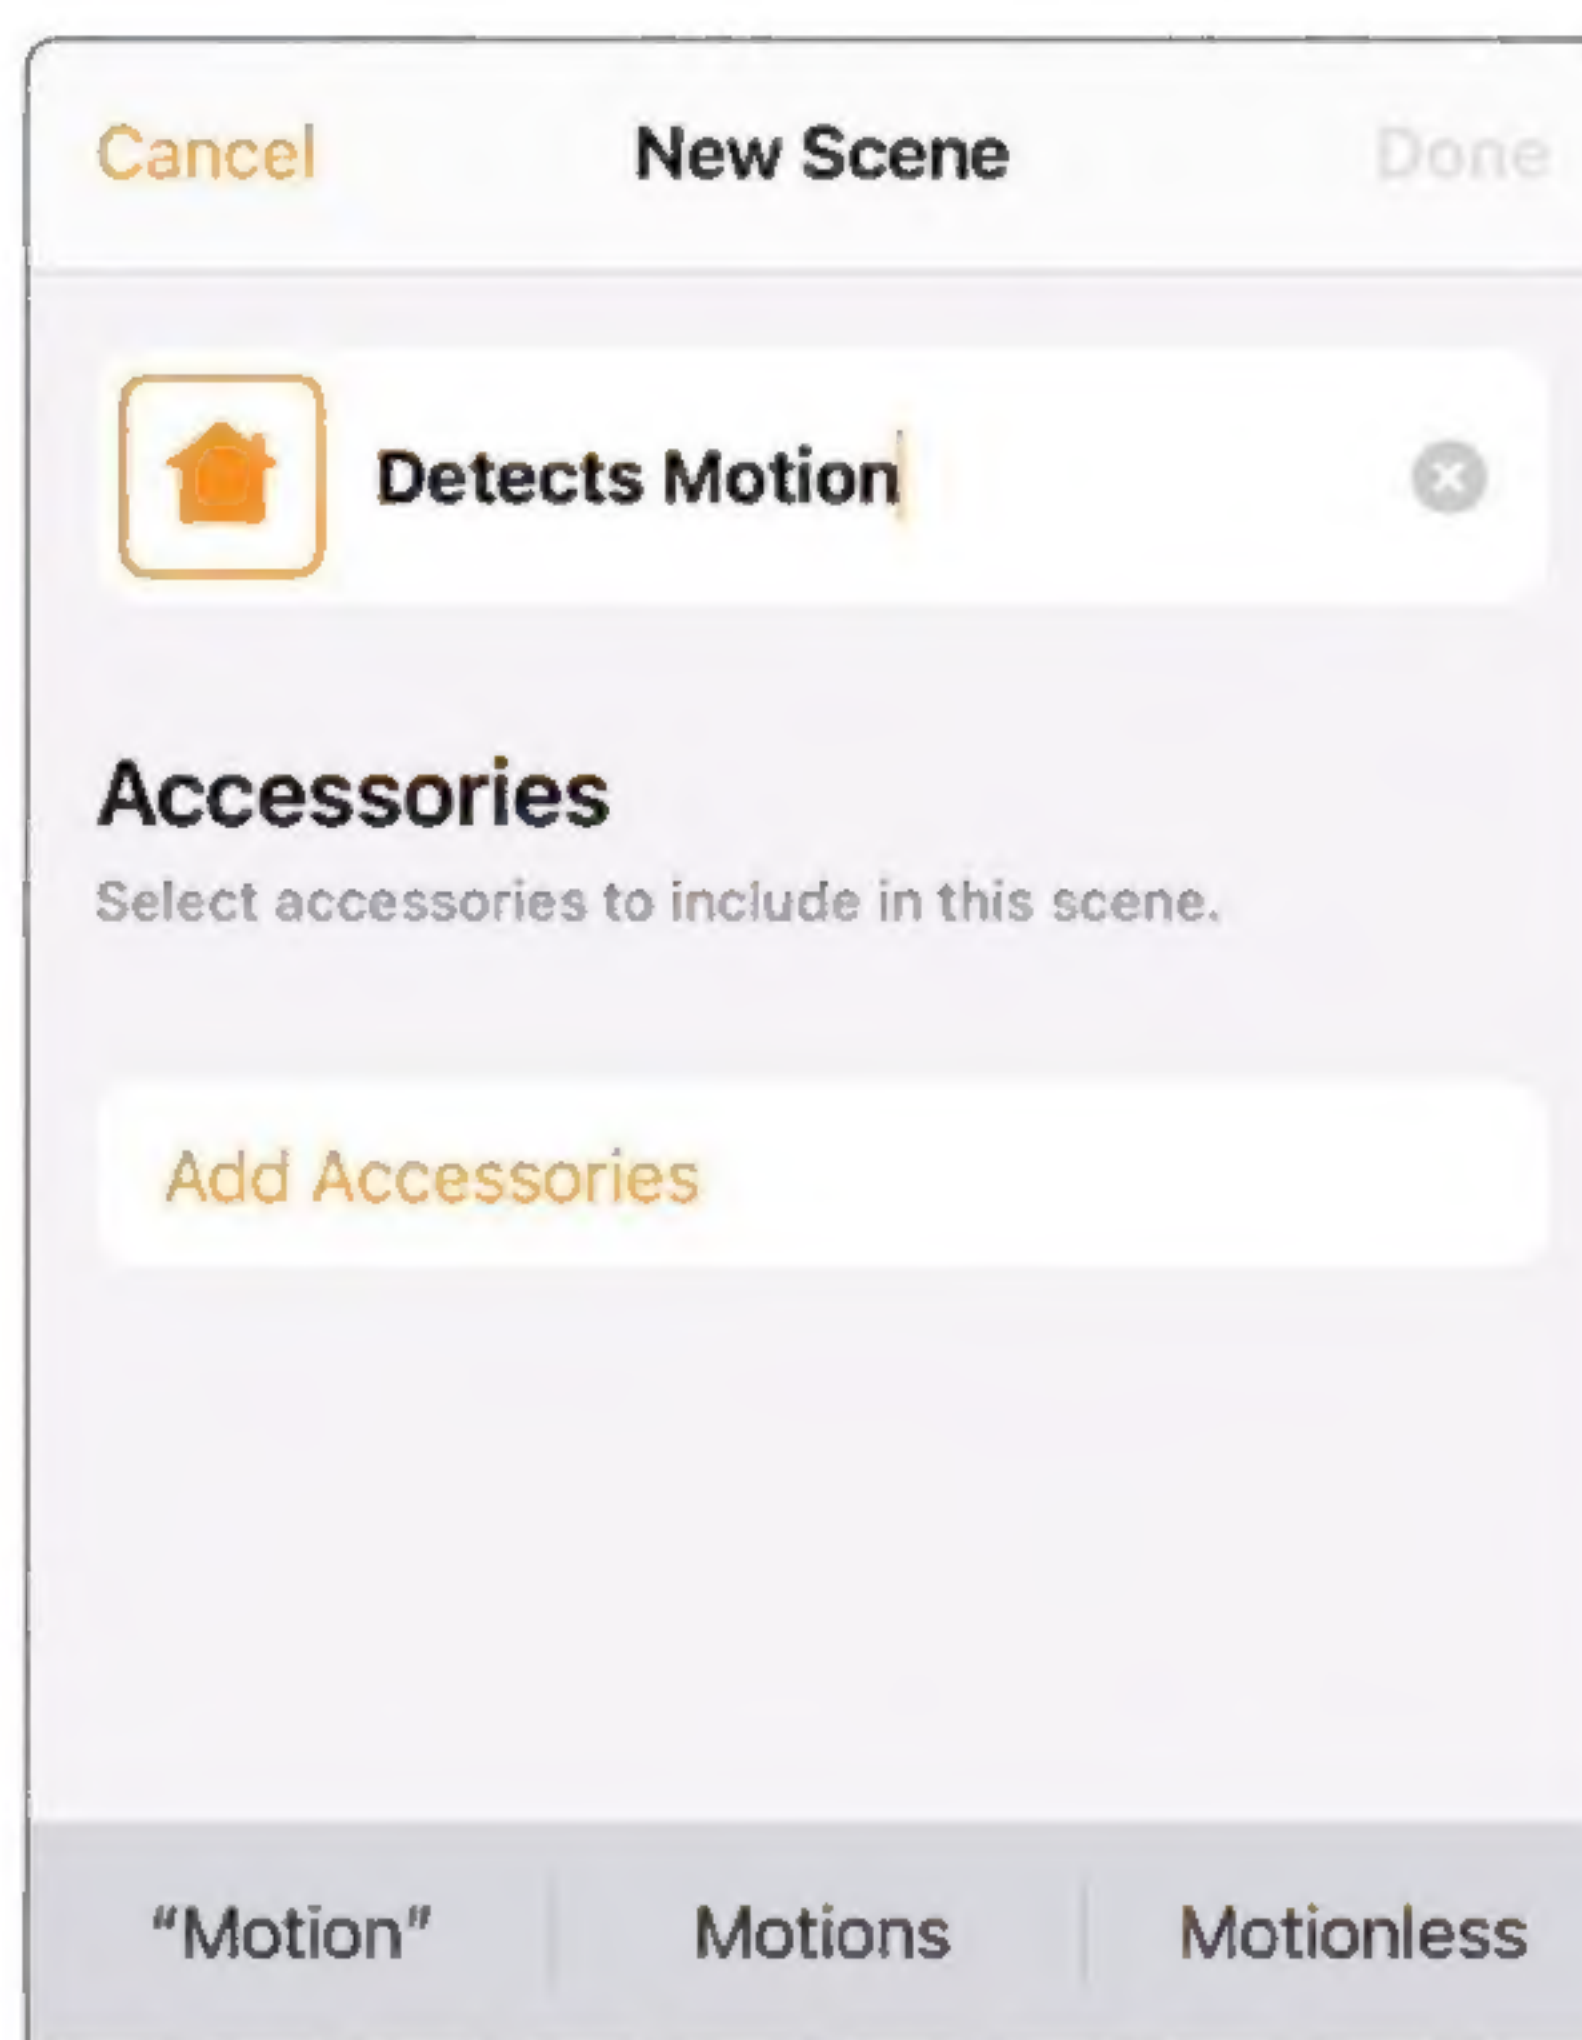 Cancel New Scene Done
Detects Motion
Accessories
Select accessories to include in this scene.
Add Accessories
“Motion” Motions Motionless